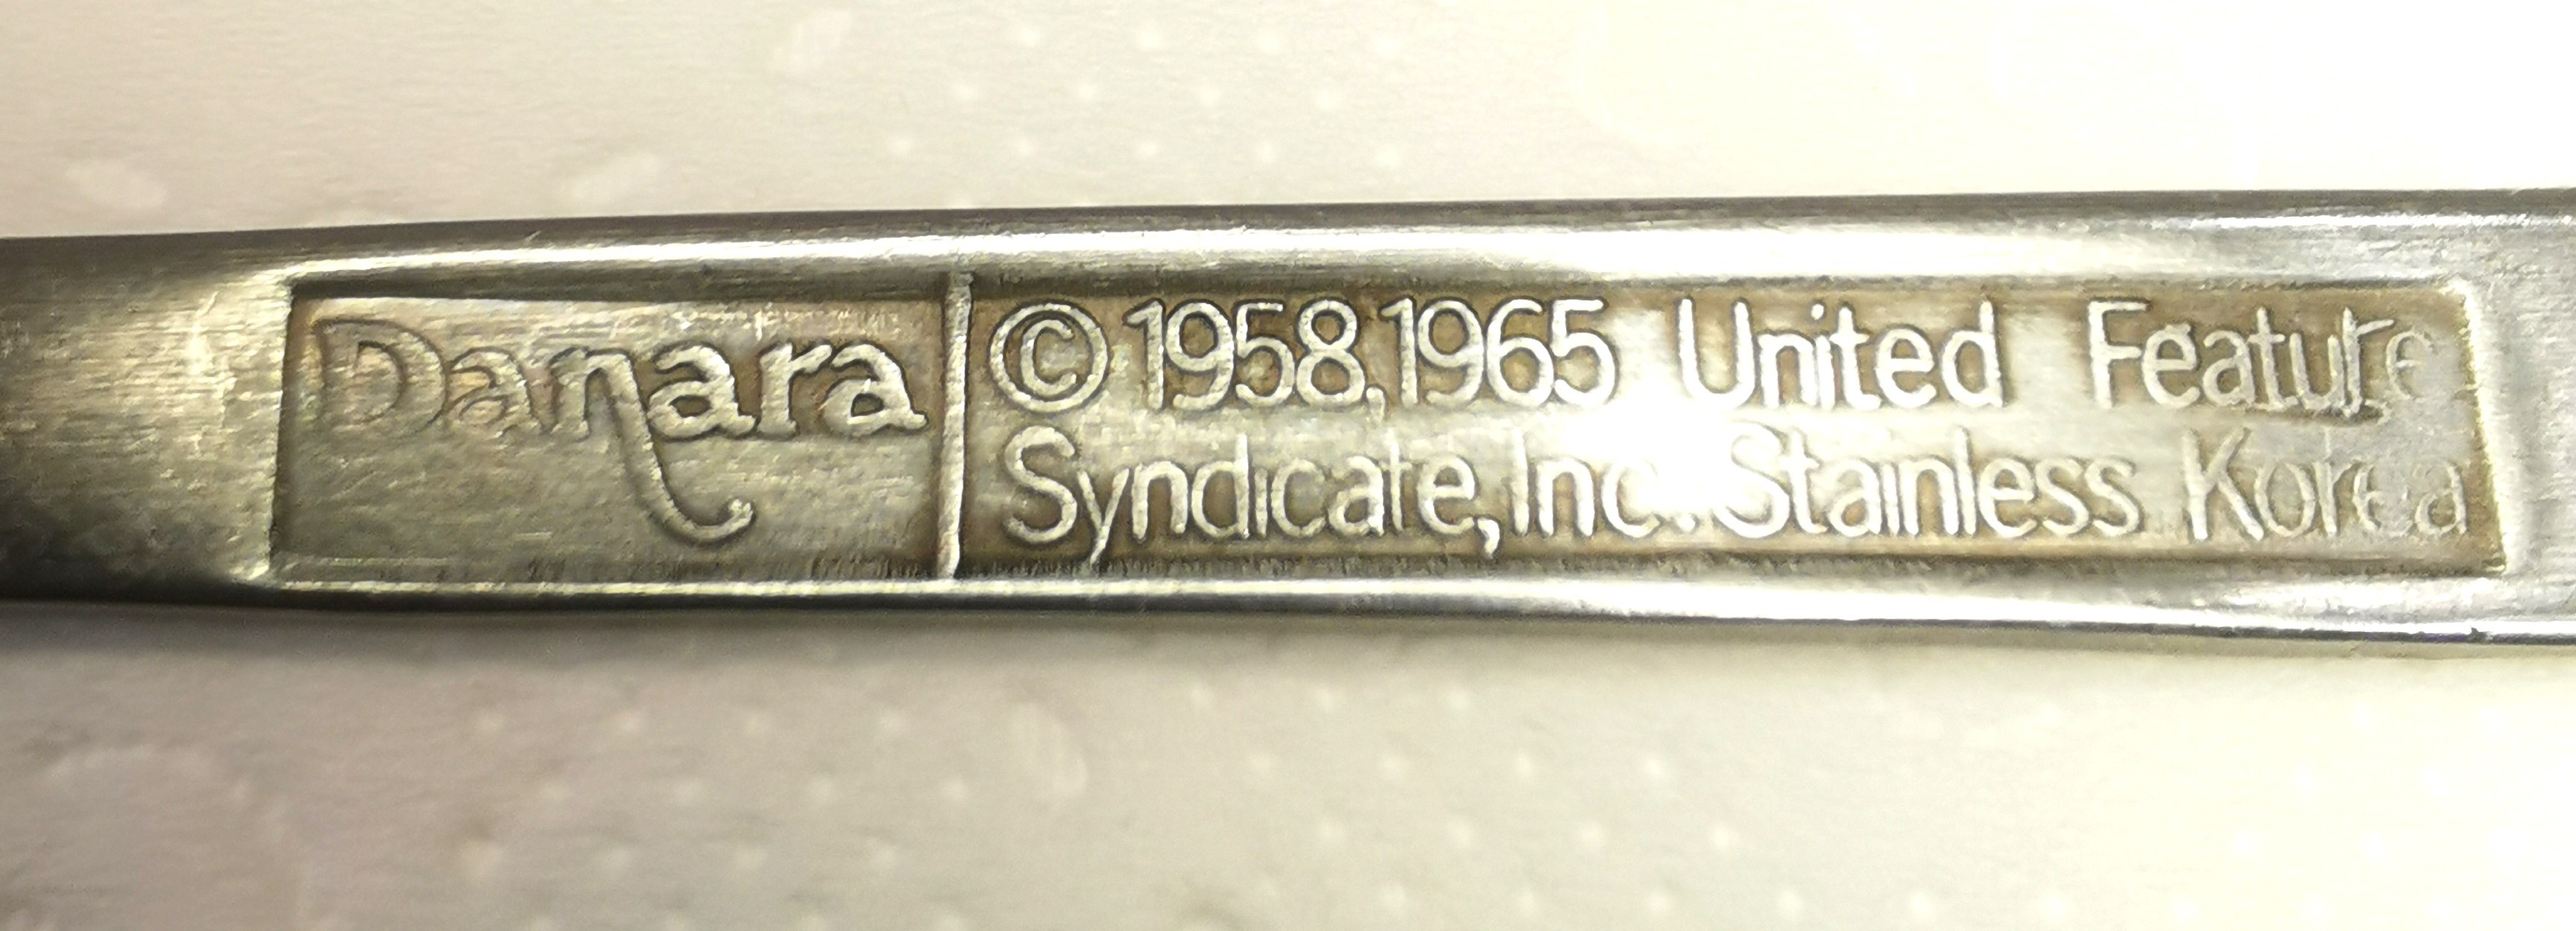 Danara
© 1958,1965 United Feature
Syndicate, Inc. Stainless Korea